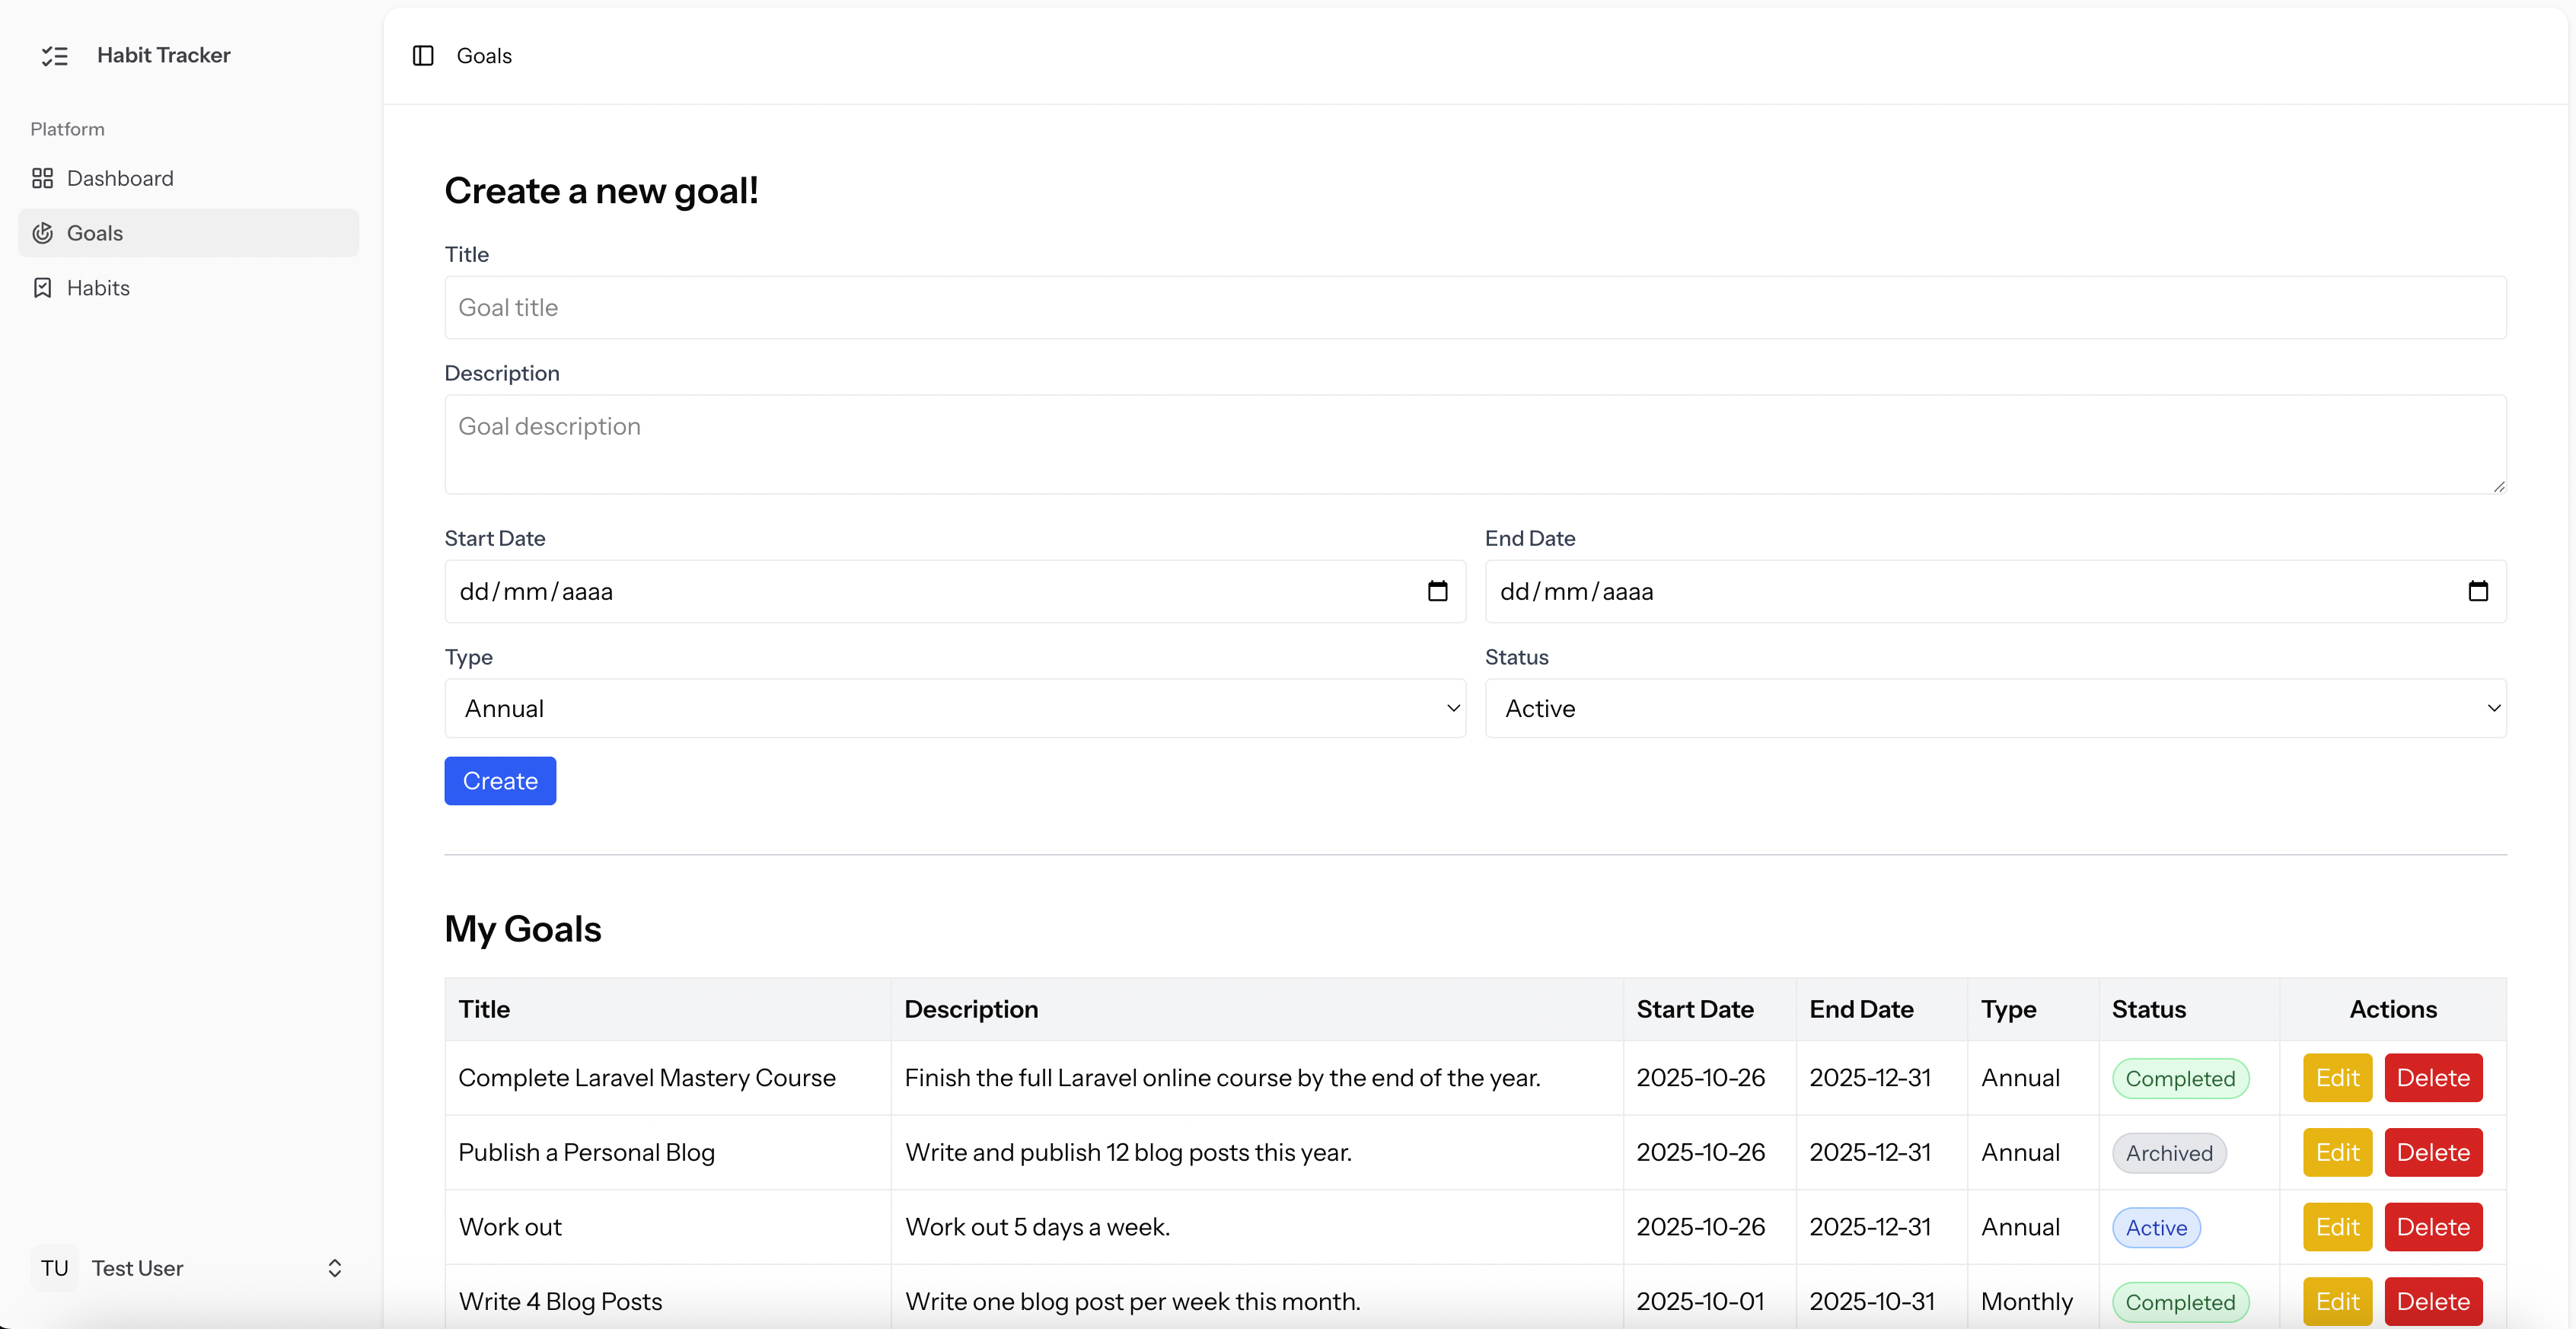 Habit Tracker
Platform
Dashboard
Goals
Habits
TU Test User
Goals
Create a new goal!
Title
Goal title
Description
Goal description
Start Date End Date
dd/mm/aaaa dd/mm/aaaa
Type Status
Annual Active
Create
My Goals
Title Description Start Date End Date Type Status Actions
Complete Laravel Mastery Course Finish the full Laravel online course by the end of the year. 2025-10-26 2025-12-31 Annual Completed Edit Delete
Publish a Personal Blog Write and publish 12 blog posts this year. 2025-10-26 2025-12-31 Annual Archived Edit Delete
Work out Work out 5 days a week. 2025-10-26 2025-12-31 Annual Active Edit Delete
Write 4 Blog Posts Write one blog post per week this month. 2025-10-01 2025-10-31 Monthly Completed Edit Delete